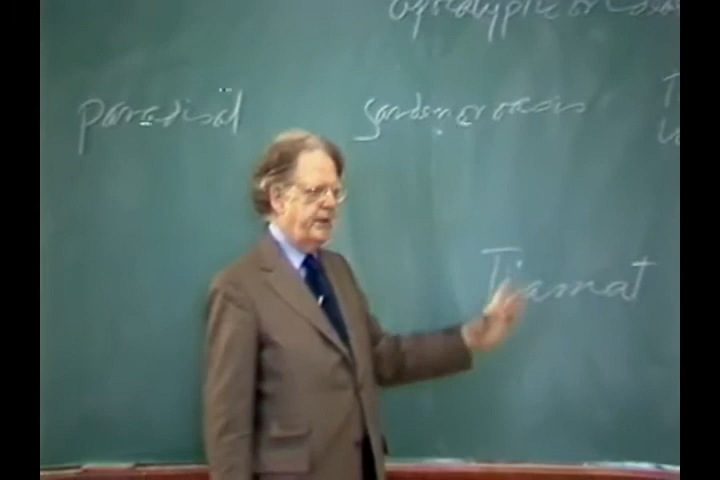 apocalyptic or
paradisal garden or oasis
Tiamat